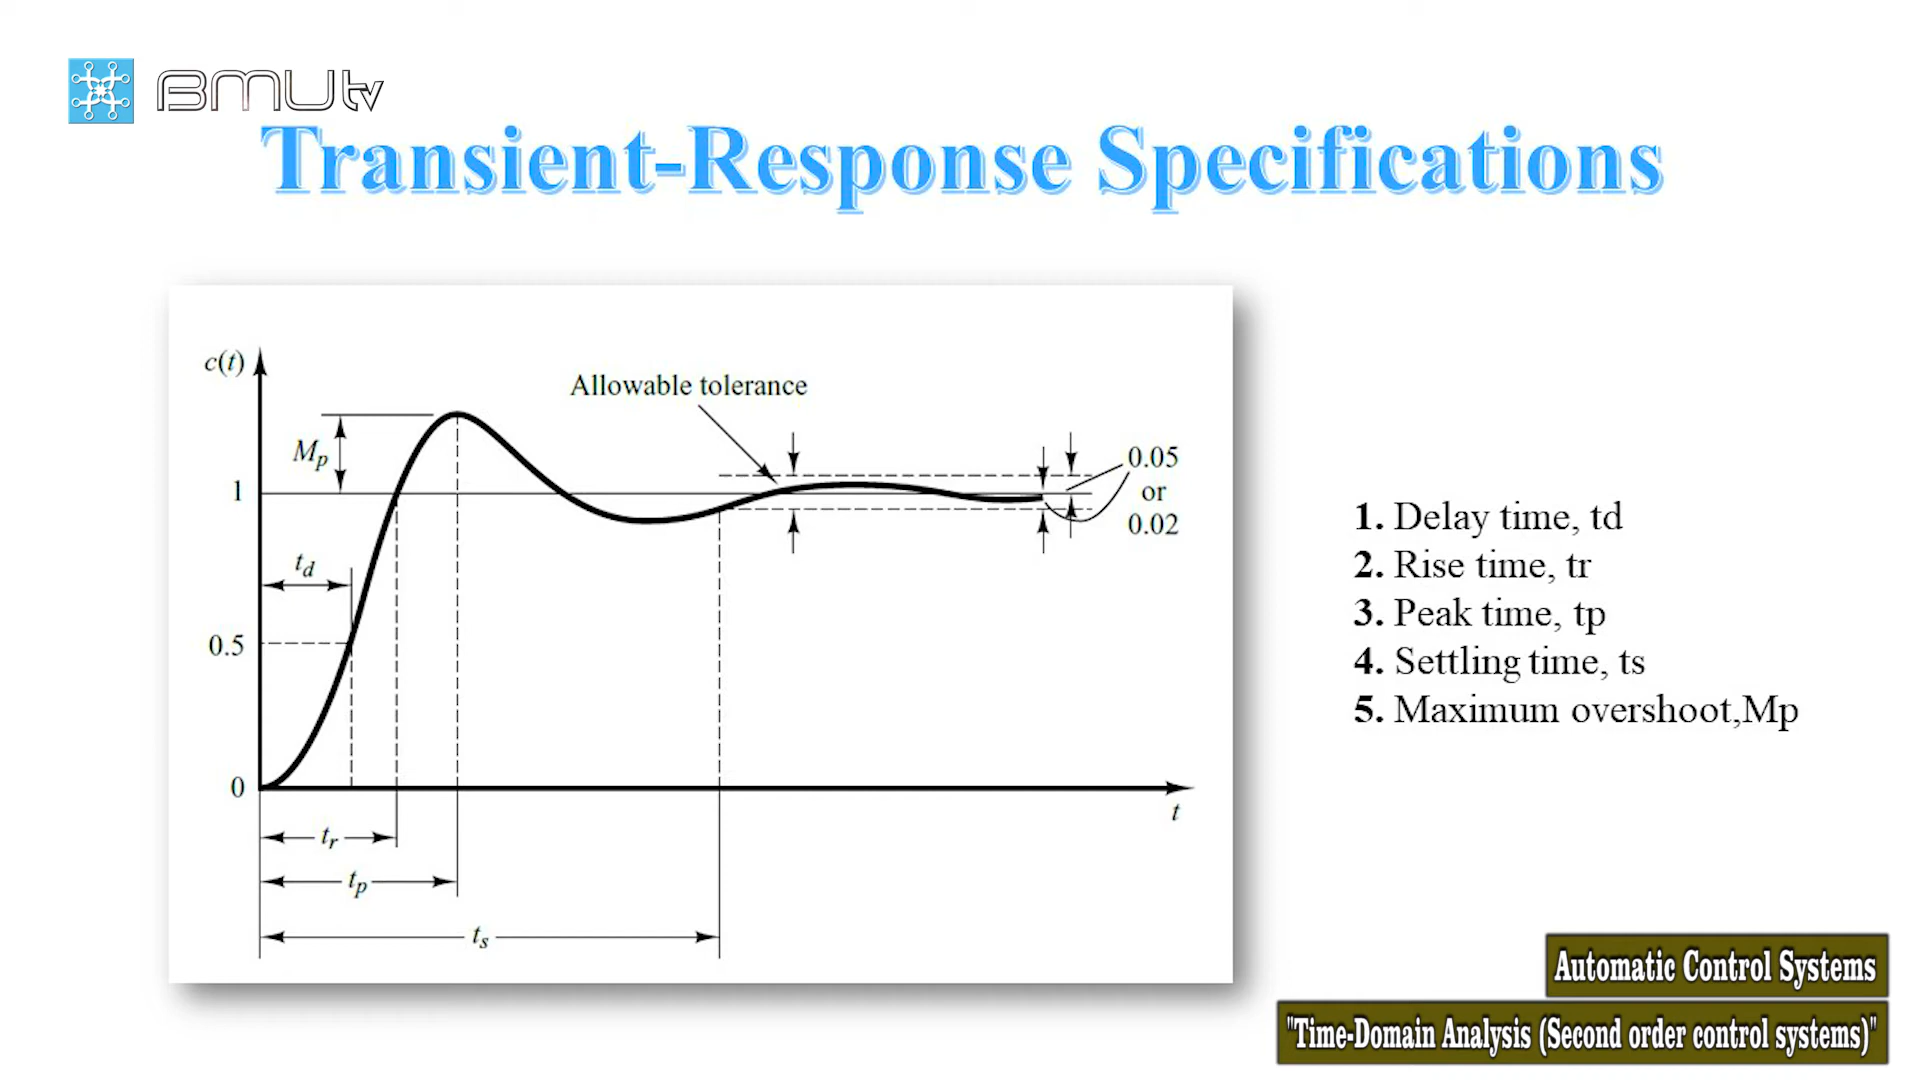 BMUtv
Transient-Response Specifications
c(t)
Allowable tolerance
Mp
0.05
1
or
0.02
td
0.5
0
t
tr
tp
ts
1. Delay time, td
2. Rise time, tr
3. Peak time, tp
4. Settling time, ts
5. Maximum overshoot,Mp
Automatic Control Systems
"Time-Domain Analysis (Second order control systems)"